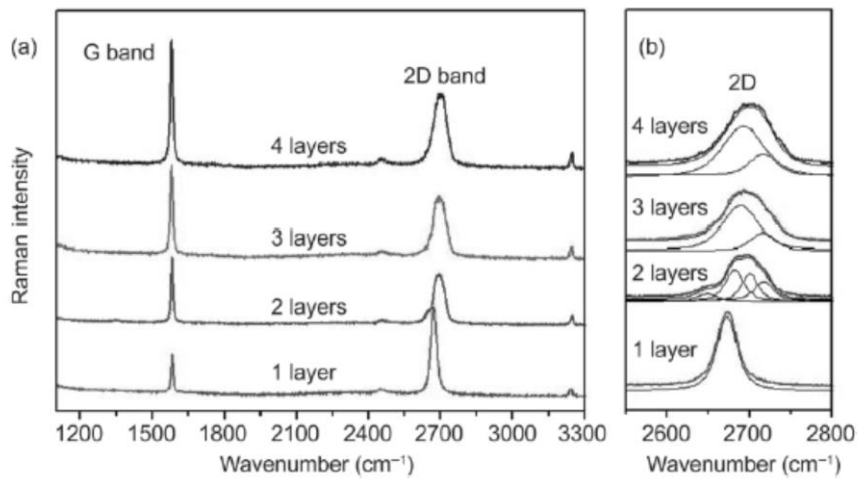 (a)
G band
2D band
4 layers
3 layers
2 layers
1 layer
Raman intensity
1200 1500 1800 2100 2400 2700 3000 3300
Wavenumber (cm⁻¹)
(b)
2D
4 layers
3 layers
2 layers
1 layer
2600 2700 2800
Wavenumber (cm⁻¹)